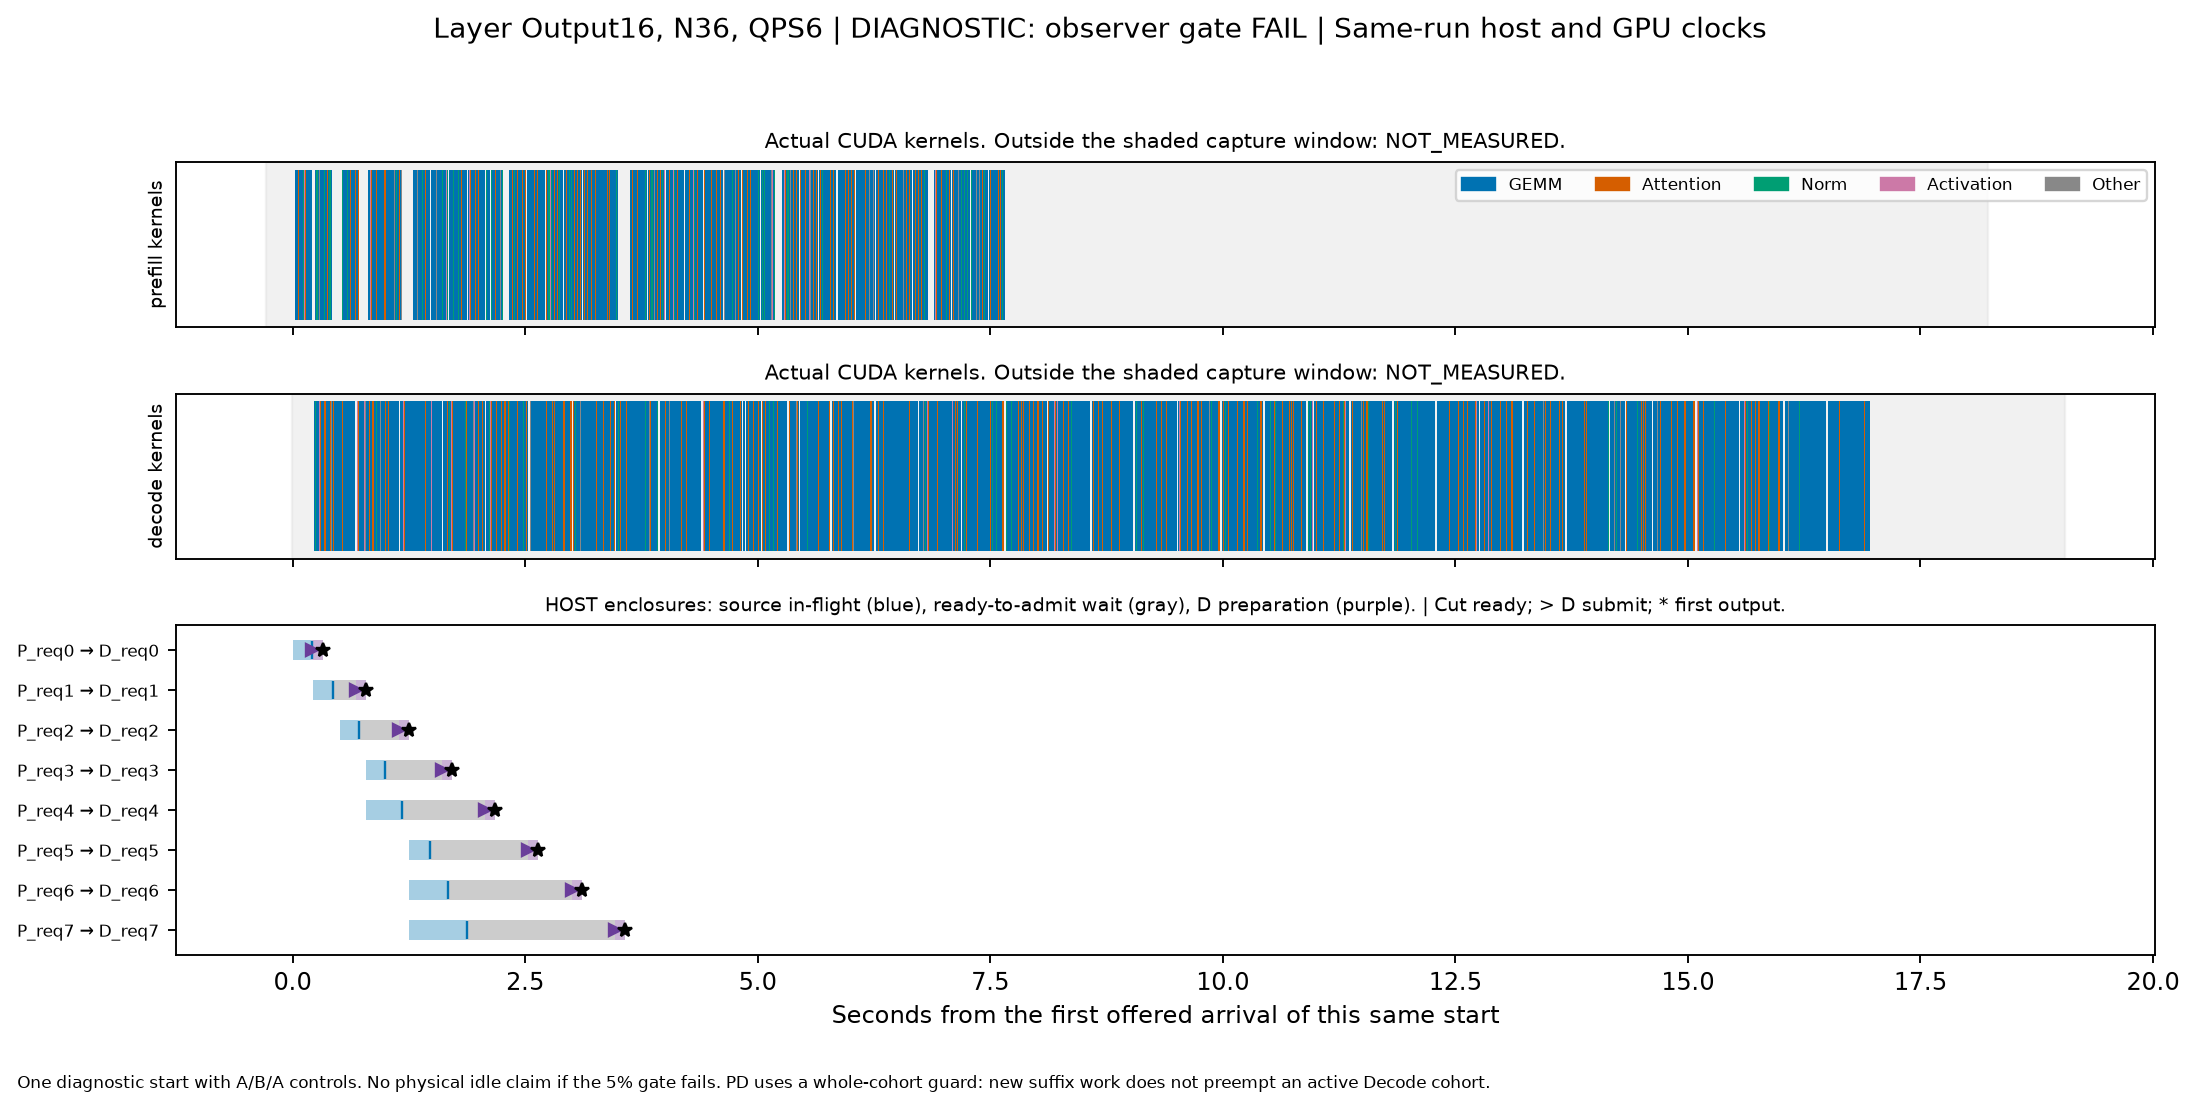 Layer Output16, N36, QPS6 | DIAGNOSTIC: observer gate FAIL | Same-run host and GPU clocks
Actual CUDA kernels. Outside the shaded capture window: NOT_MEASURED.
prefill kernels
GEMM Attention Norm Activation Other
Actual CUDA kernels. Outside the shaded capture window: NOT_MEASURED.
decode kernels
HOST enclosures: source in-flight (blue), ready-to-admit wait (gray), D preparation (purple). | Cut ready; > D submit; * first output.
P_req0 → D_req0
P_req1 → D_req1
P_req2 → D_req2
P_req3 → D_req3
P_req4 → D_req4
P_req5 → D_req5
P_req6 → D_req6
P_req7 → D_req7
0.0 2.5 5.0 7.5 10.0 12.5 15.0 17.5 20.0
Seconds from the first offered arrival of this same start
One diagnostic start with A/B/A controls. No physical idle claim if the 5% gate fails. PD uses a whole-cohort guard: new suffix work does not preempt an active Decode cohort.